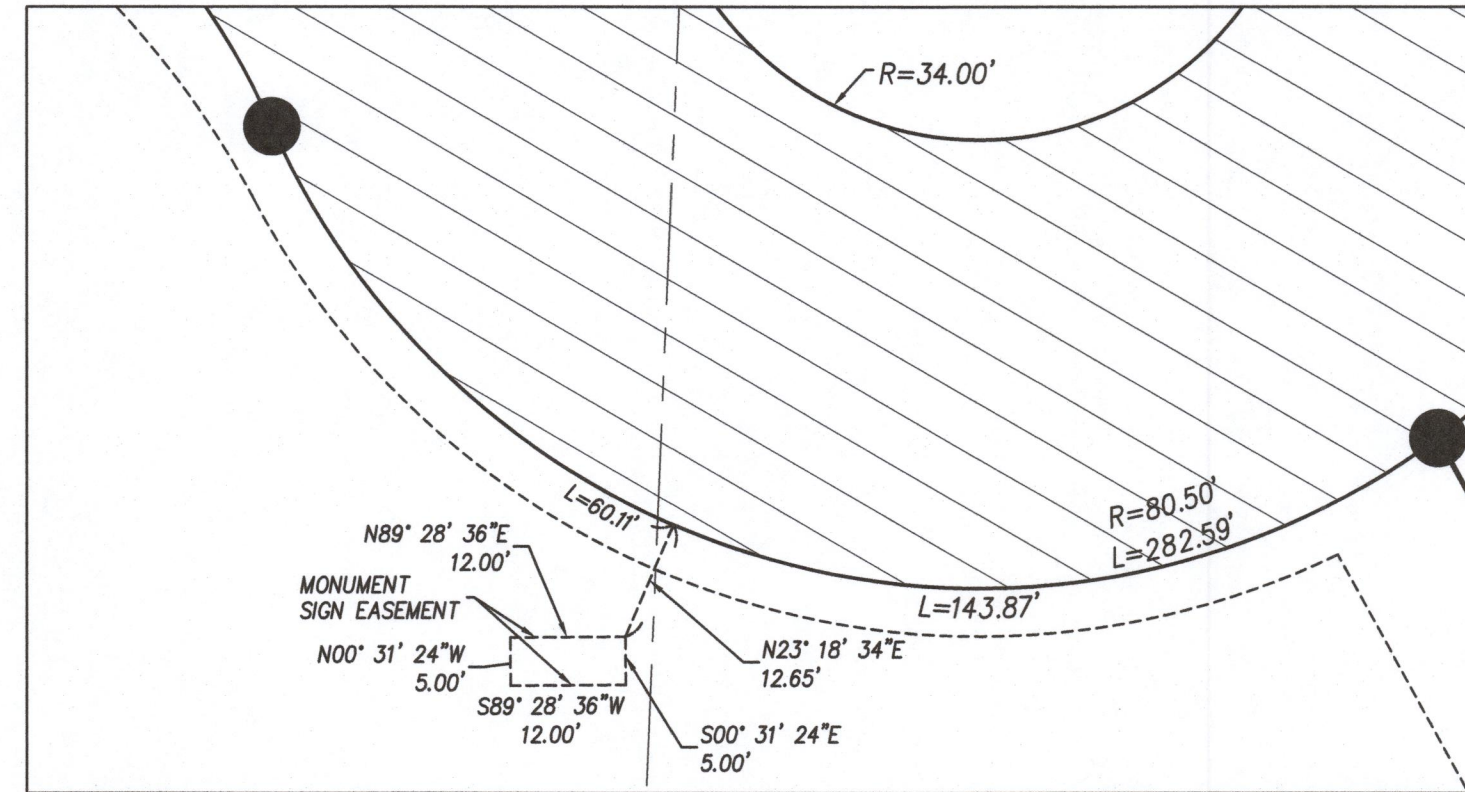 R=34.00'
L=60.11'
R=80.50'
L=282.59'
N89° 28' 36"E
12.00'
MONUMENT
SIGN EASEMENT
L=143.87'
N00° 31' 24"W
5.00'
N23° 18' 34"E
12.65'
S89° 28' 36"W
12.00'
S00° 31' 24"E
5.00'